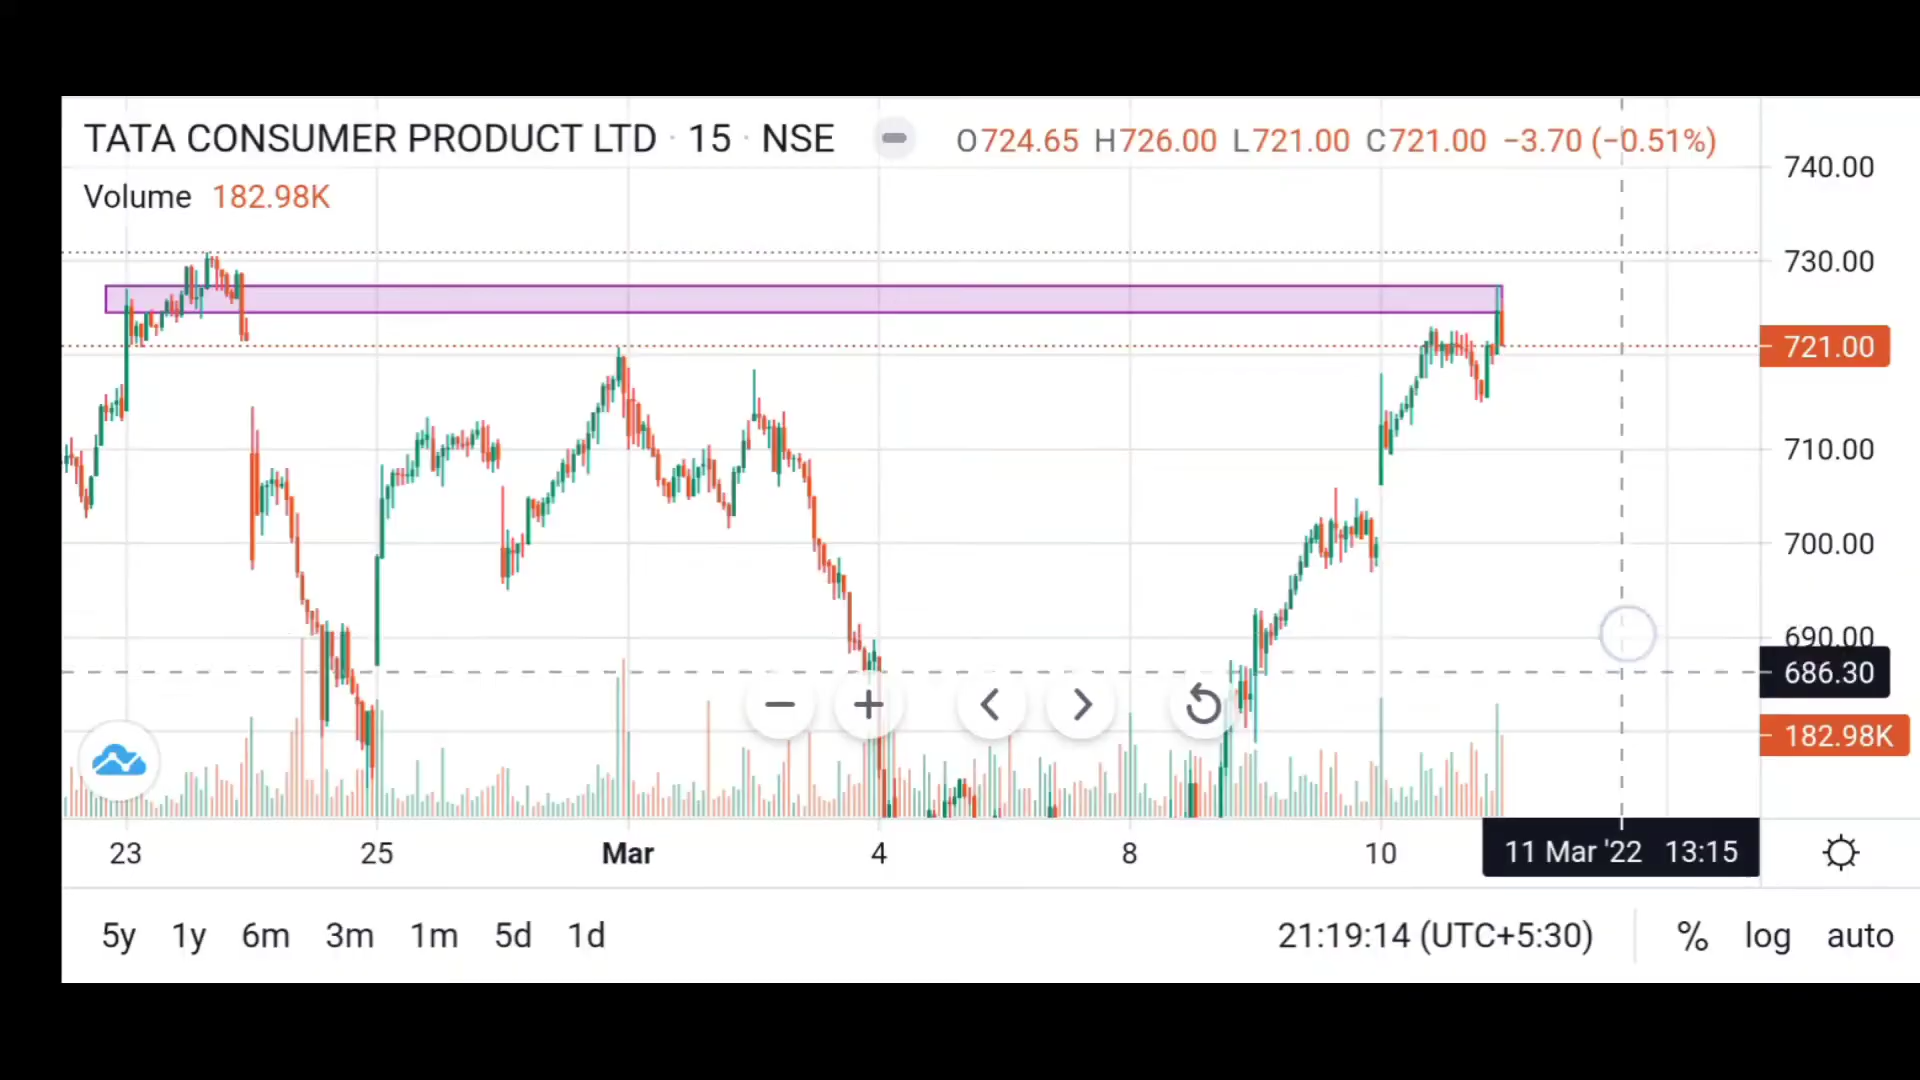 TATA CONSUMER PRODUCT LTD · 15 · NSE O724.65 H726.00 L721.00 C721.00 −3.70 (−0.51%)
Volume 182.98K
740.00
730.00
721.00
710.00
700.00
690.00
686.30
182.98K
23 25 Mar 4 8 10 11 Mar '22 13:15
5y 1y 6m 3m 1m 5d 1d 21:19:14 (UTC+5:30) % log auto